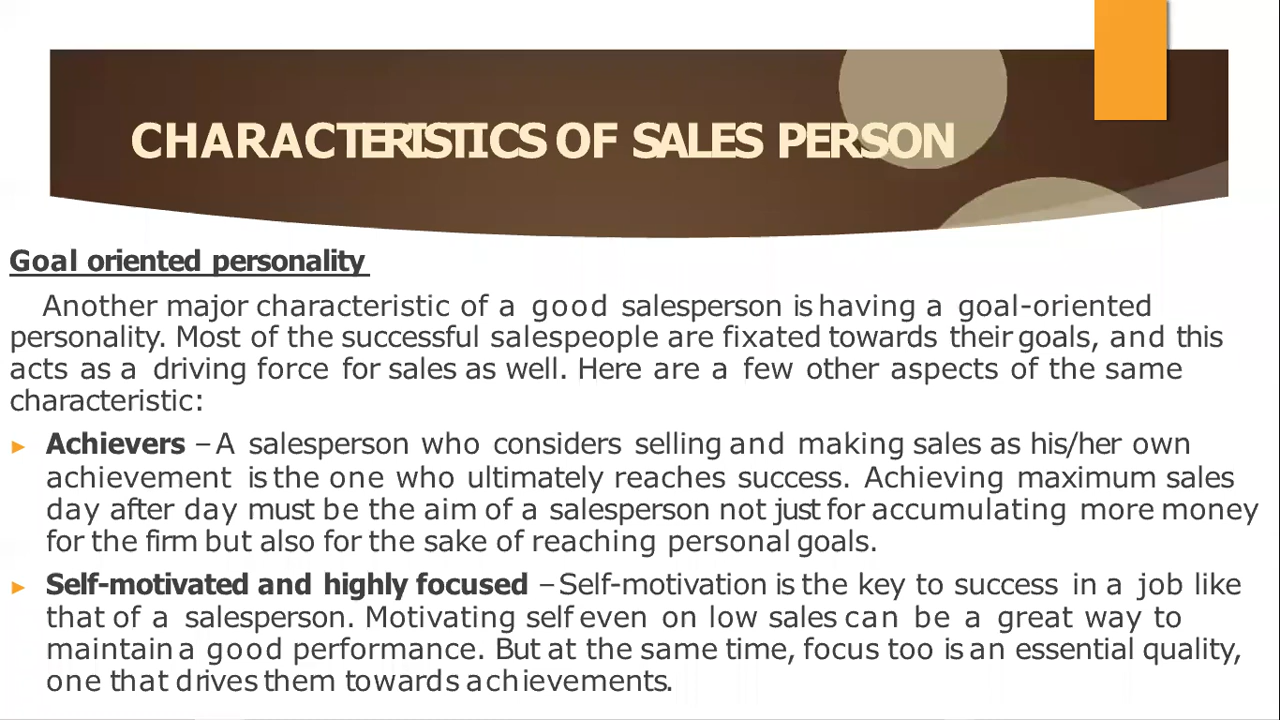 CHARACTERISTICS OF SALES PERSON
Goal oriented personality
Another major characteristic of a good salesperson is having a goal-oriented
personality. Most of the successful salespeople are fixated towards their goals, and this
acts as a driving force for sales as well. Here are a few other aspects of the same
characteristic:
► Achievers – A salesperson who considers selling and making sales as his/her own
achievement is the one who ultimately reaches success. Achieving maximum sales
day after day must be the aim of a salesperson not just for accumulating more money
for the firm but also for the sake of reaching personal goals.
► Self-motivated and highly focused – Self-motivation is the key to success in a job like
that of a salesperson. Motivating self even on low sales can be a great way to
maintain a good performance. But at the same time, focus too is an essential quality,
one that drives them towards achievements.